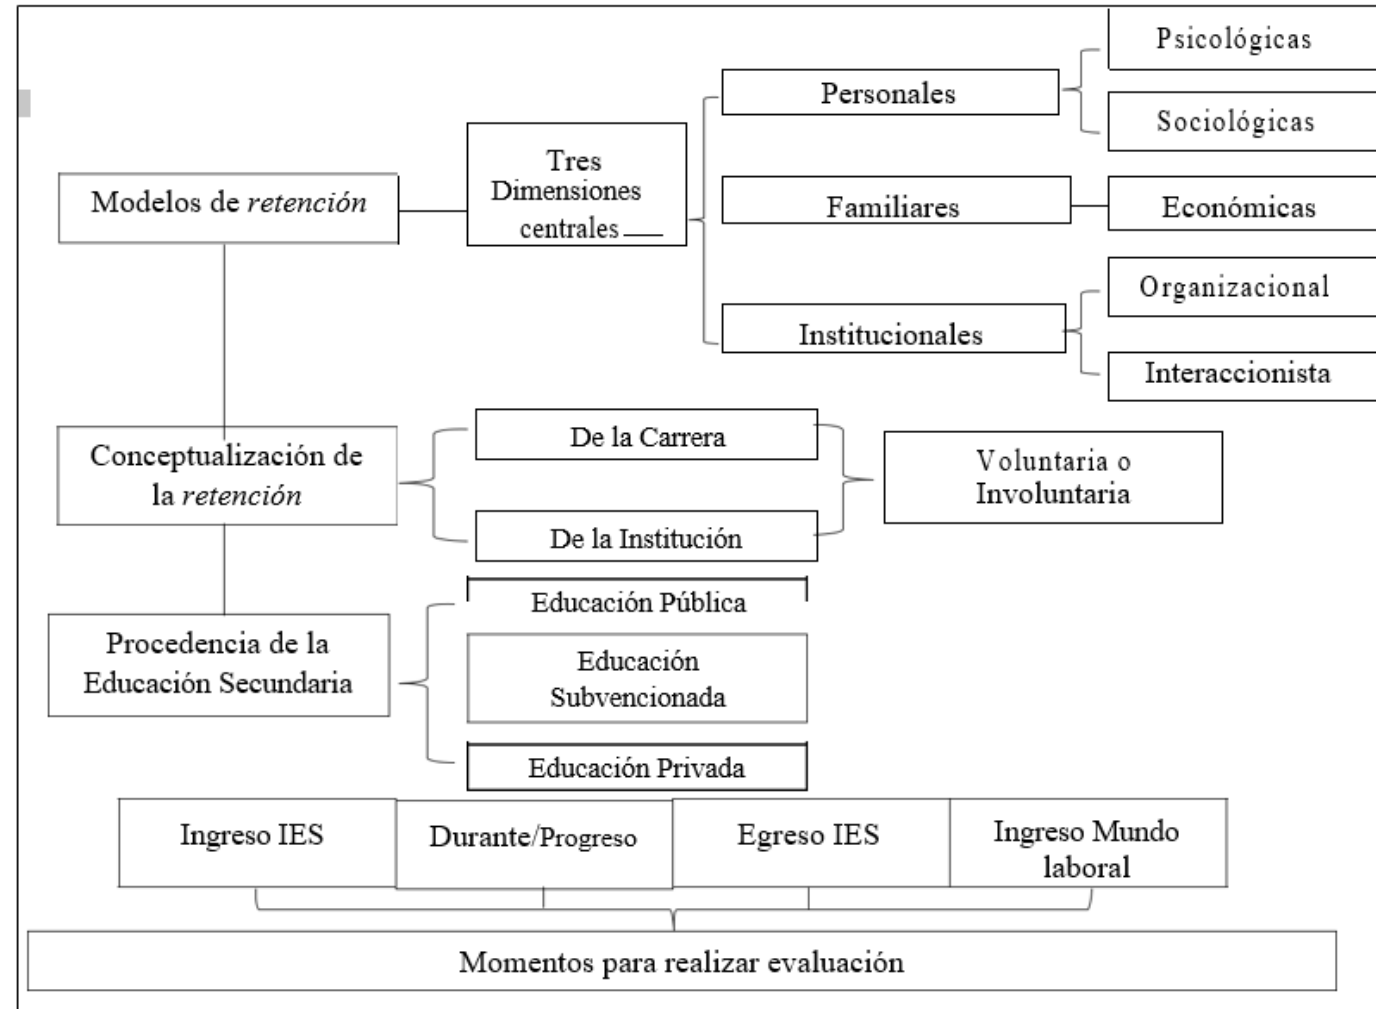 Psicológicas
Personales
Sociológicas
Tres
Dimensiones
centrales
Modelos de retención
Familiares
Económicas
Organizacional
Institucionales
Interaccionista
De la Carrera
Conceptualización de
la retención
Voluntaria o
Involuntaria
De la Institución
Educación Pública
Procedencia de la
Educación Secundaria
Educación
Subvencionada
Educación Privada
Ingreso IES
Durante/Progreso
Egreso IES
Ingreso Mundo
laboral
Momentos para realizar evaluación